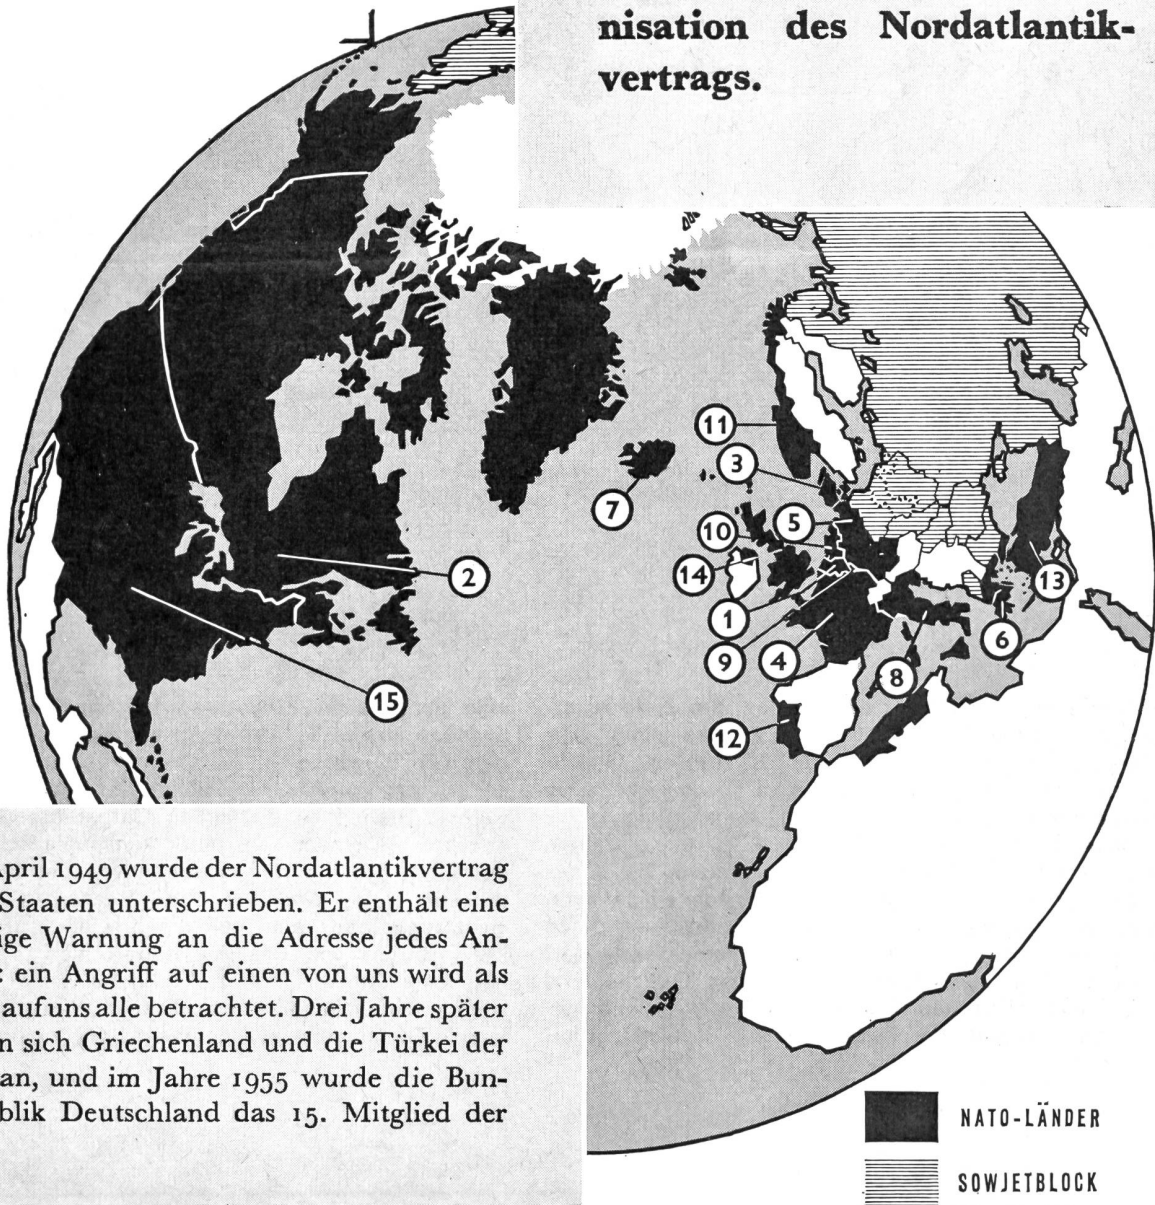 nisation des Nordatlantik-
vertrags.
11
3
7
5
10
14
2
1
13
9
4
6
8
15
12
April 1949 wurde der Nordatlantikvertrag
Staaten unterschrieben. Er enthält eine
ige Warnung an die Adresse jedes An-
: ein Angriff auf einen von uns wird als
auf uns alle betrachtet. Drei Jahre später
n sich Griechenland und die Türkei der
an, und im Jahre 1955 wurde die Bun-
blik Deutschland das 15. Mitglied der
NATO-LÄNDER
SOWJETBLOCK